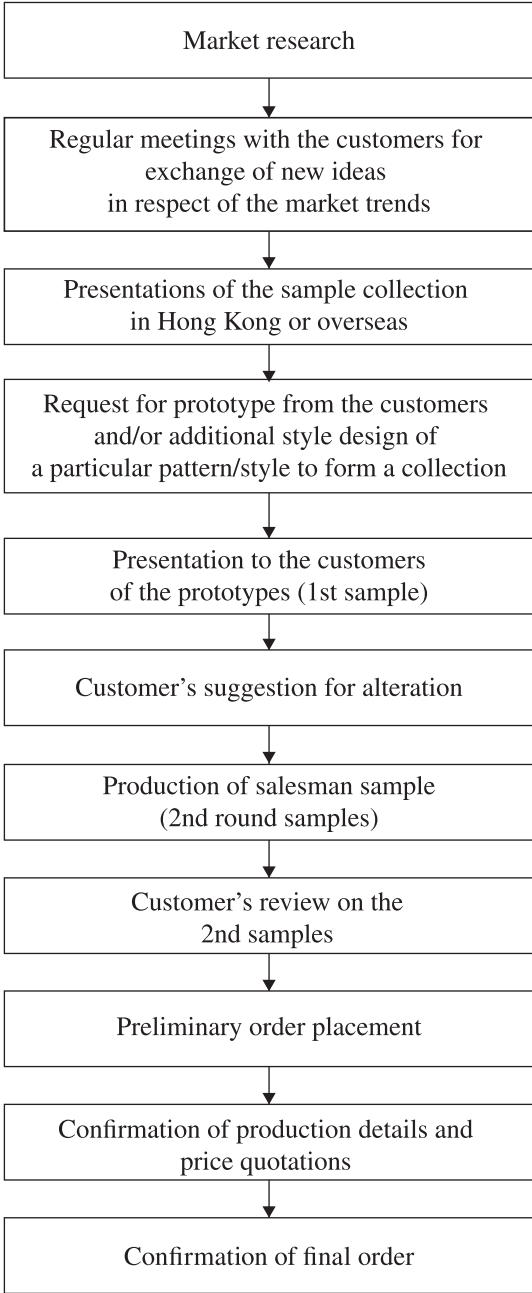 Market research
Regular meetings with the customers for
exchange of new ideas
in respect of the market trends
Presentations of the sample collection
in Hong Kong or overseas
Request for prototype from the customers
and/or additional style design of
a particular pattern/style to form a collection
Presentation to the customers
of the prototypes (1st sample)
Customer’s suggestion for alteration
Production of salesman sample
(2nd round samples)
Customer’s review on the
2nd samples
Preliminary order placement
Confirmation of production details and
price quotations
Confirmation of final order